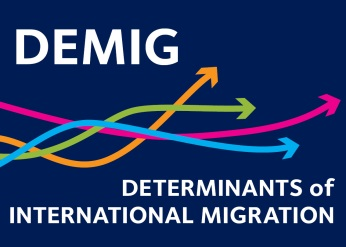 DEMIG
DETERMINANTS of
INTERNATIONAL MIGRATION